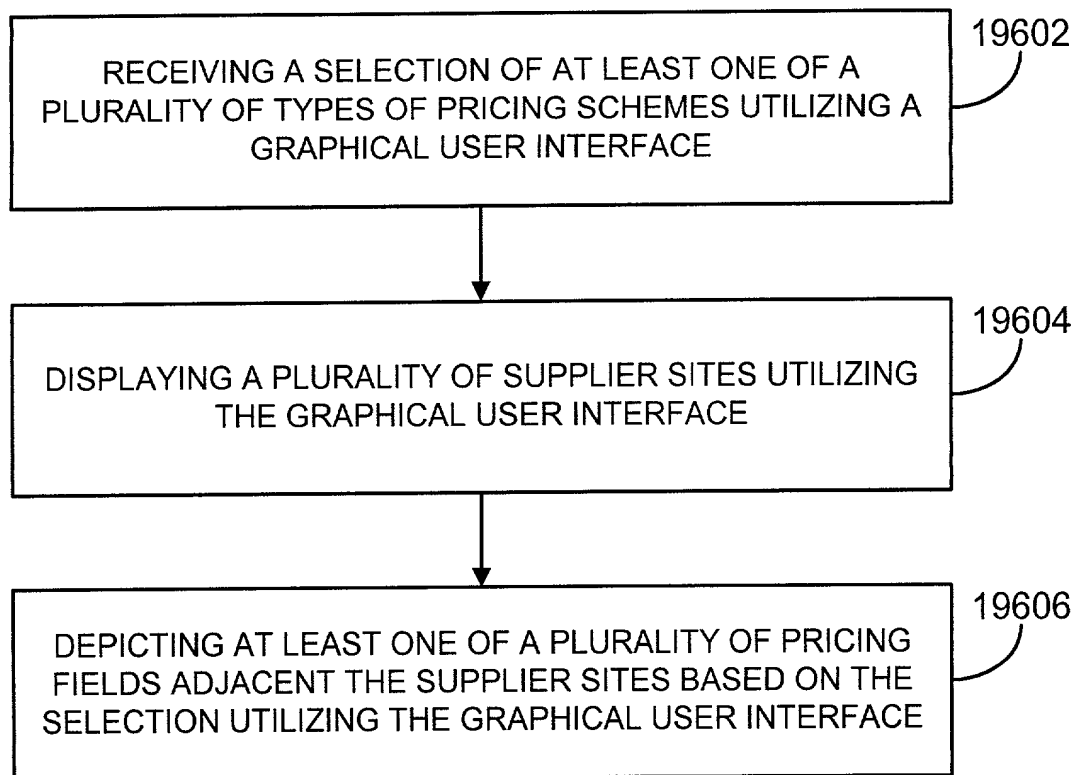 19602
RECEIVING A SELECTION OF AT LEAST ONE OF A
PLURALITY OF TYPES OF PRICING SCHEMES UTILIZING A
GRAPHICAL USER INTERFACE
19604
DISPLAYING A PLURALITY OF SUPPLIER SITES UTILIZING
THE GRAPHICAL USER INTERFACE
19606
DEPICTING AT LEAST ONE OF A PLURALITY OF PRICING
FIELDS ADJACENT THE SUPPLIER SITES BASED ON THE
SELECTION UTILIZING THE GRAPHICAL USER INTERFACE